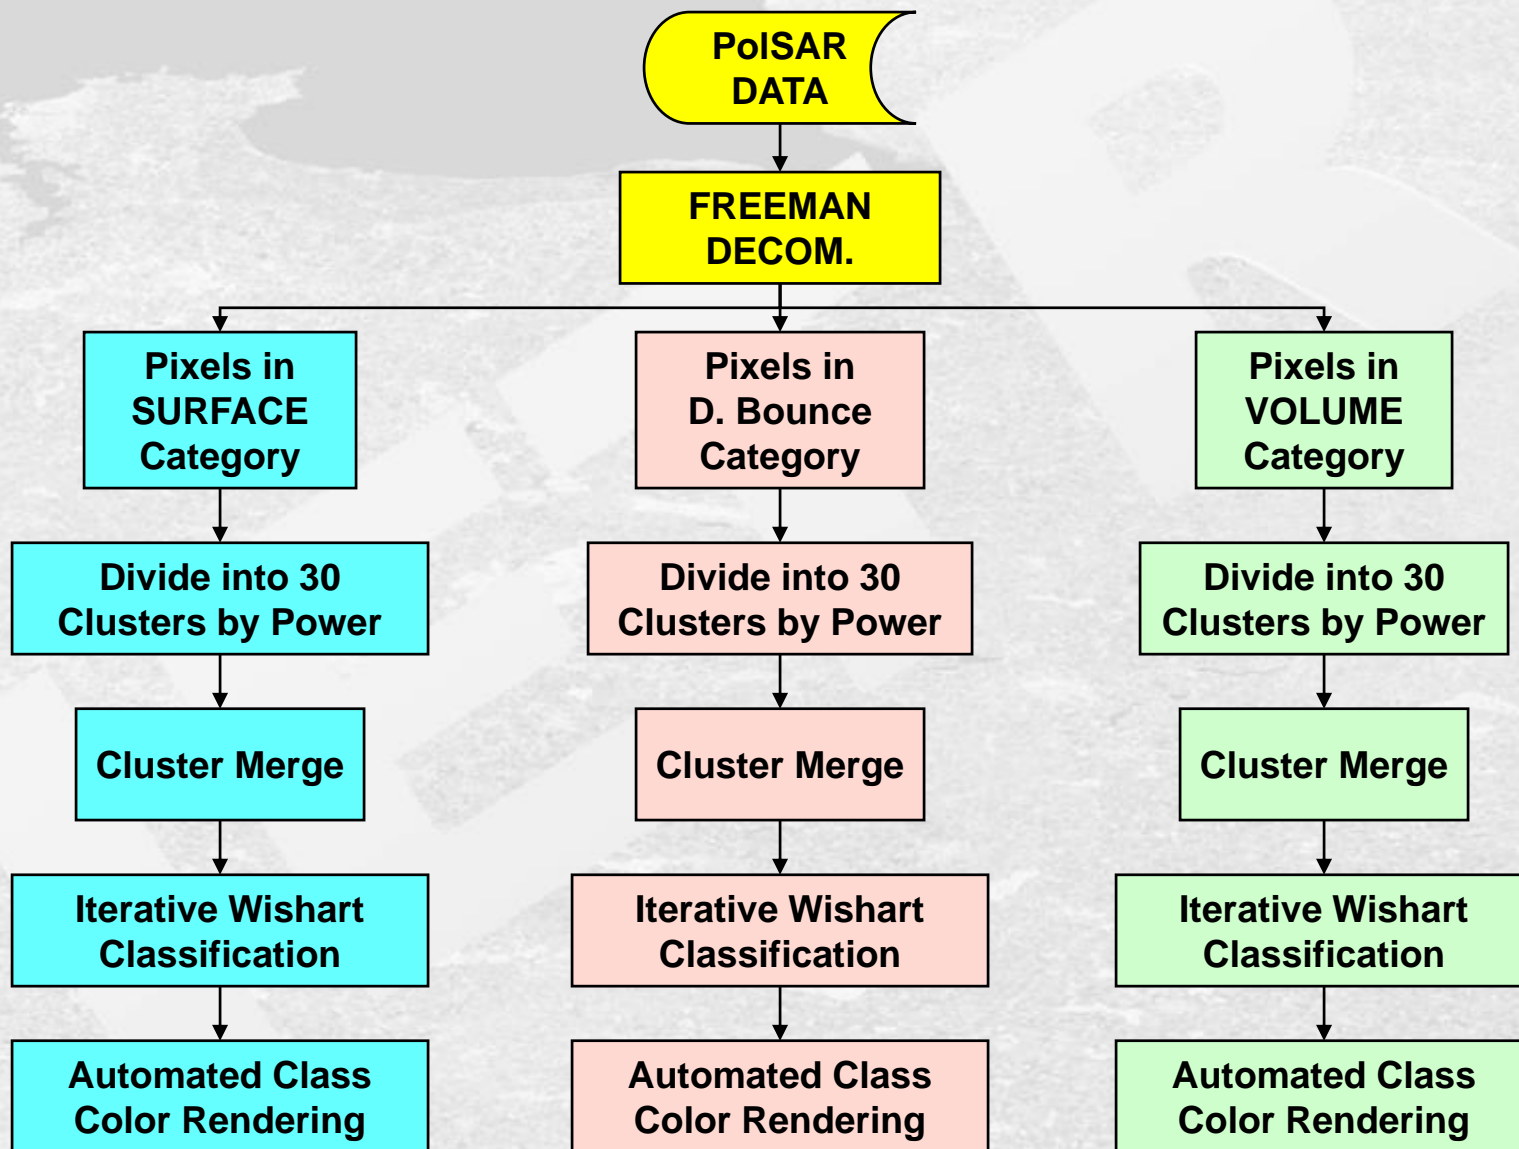 PolSAR
DATA
FREEMAN
DECOM.
Pixels in
SURFACE
Category
Pixels in
D. Bounce
Category
Pixels in
VOLUME
Category
Divide into 30
Clusters by Power
Divide into 30
Clusters by Power
Divide into 30
Clusters by Power
Cluster Merge
Cluster Merge
Cluster Merge
Iterative Wishart
Classification
Iterative Wishart
Classification
Iterative Wishart
Classification
Automated Class
Color Rendering
Automated Class
Color Rendering
Automated Class
Color Rendering